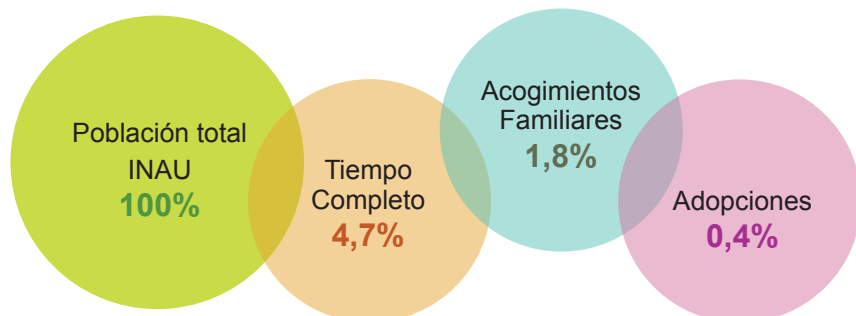 Población total
INAU
100%
Tiempo
Completo
4,7%
Acogimientos
Familiares
1,8%
Adopciones
0,4%